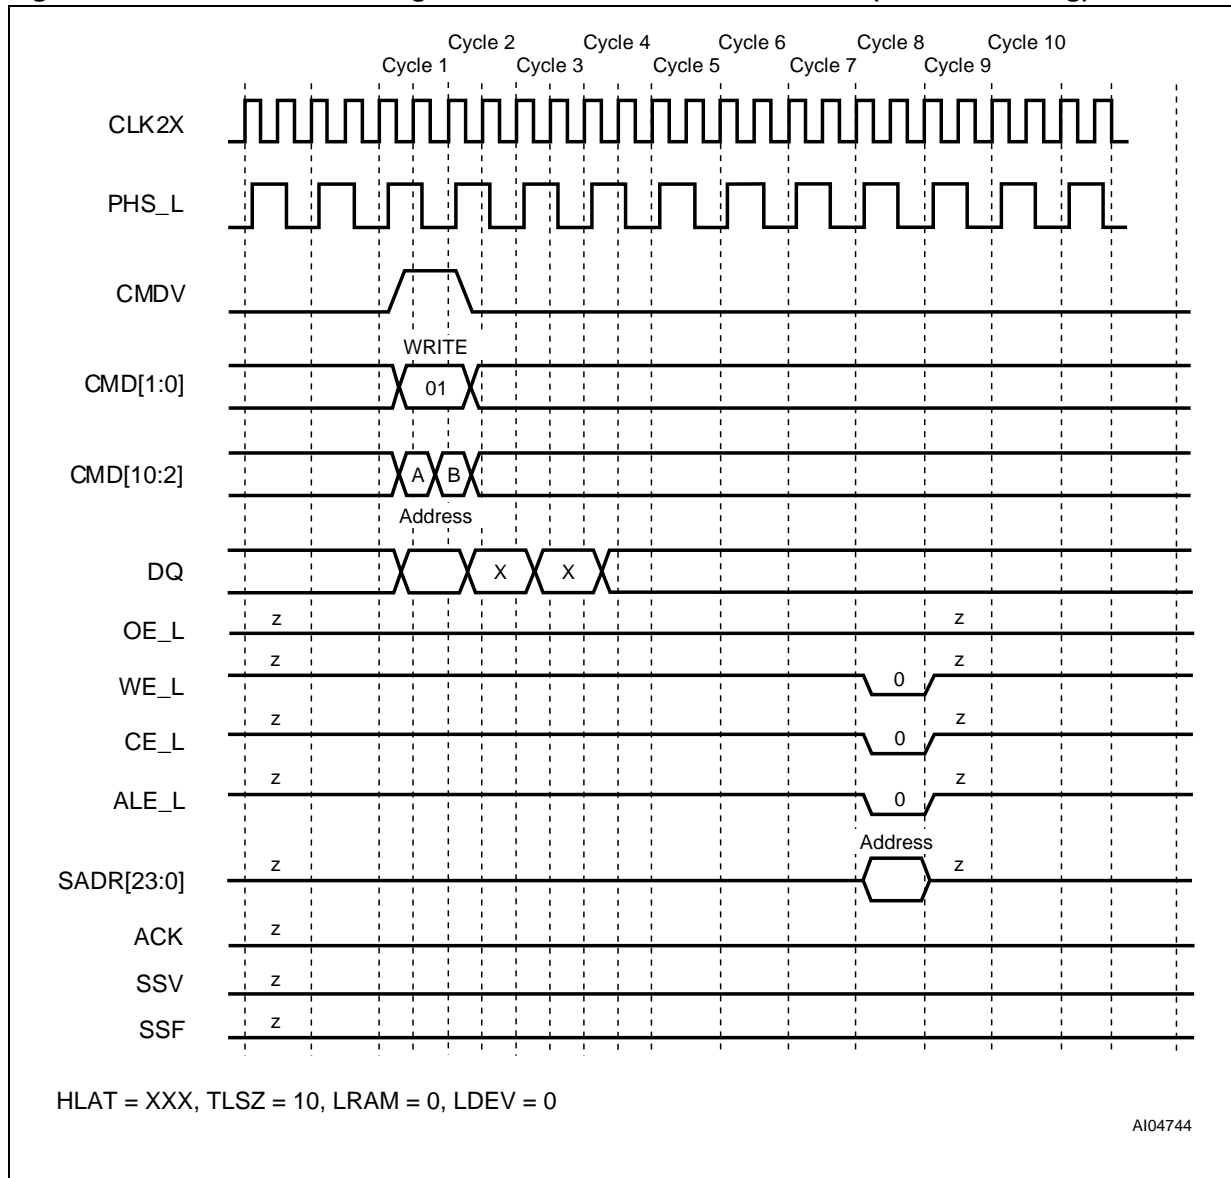 Cycle 2 Cycle 4 Cycle 6 Cycle 8 Cycle 10
Cycle 1 Cycle 3 Cycle 5 Cycle 7 Cycle 9
CLK2X
PHS_L
CMDV
WRITE
CMD[1:0] 01
CMD[10:2] A B
Address
DQ X X
OE_L z z
WE_L z 0 z
CE_L z 0 z
ALE_L z 0 z
Address
SADR[23:0] z z
ACK z
SSV z
SSF z
HLAT = XXX, TLSZ = 10, LRAM = 0, LDEV = 0
AI04744